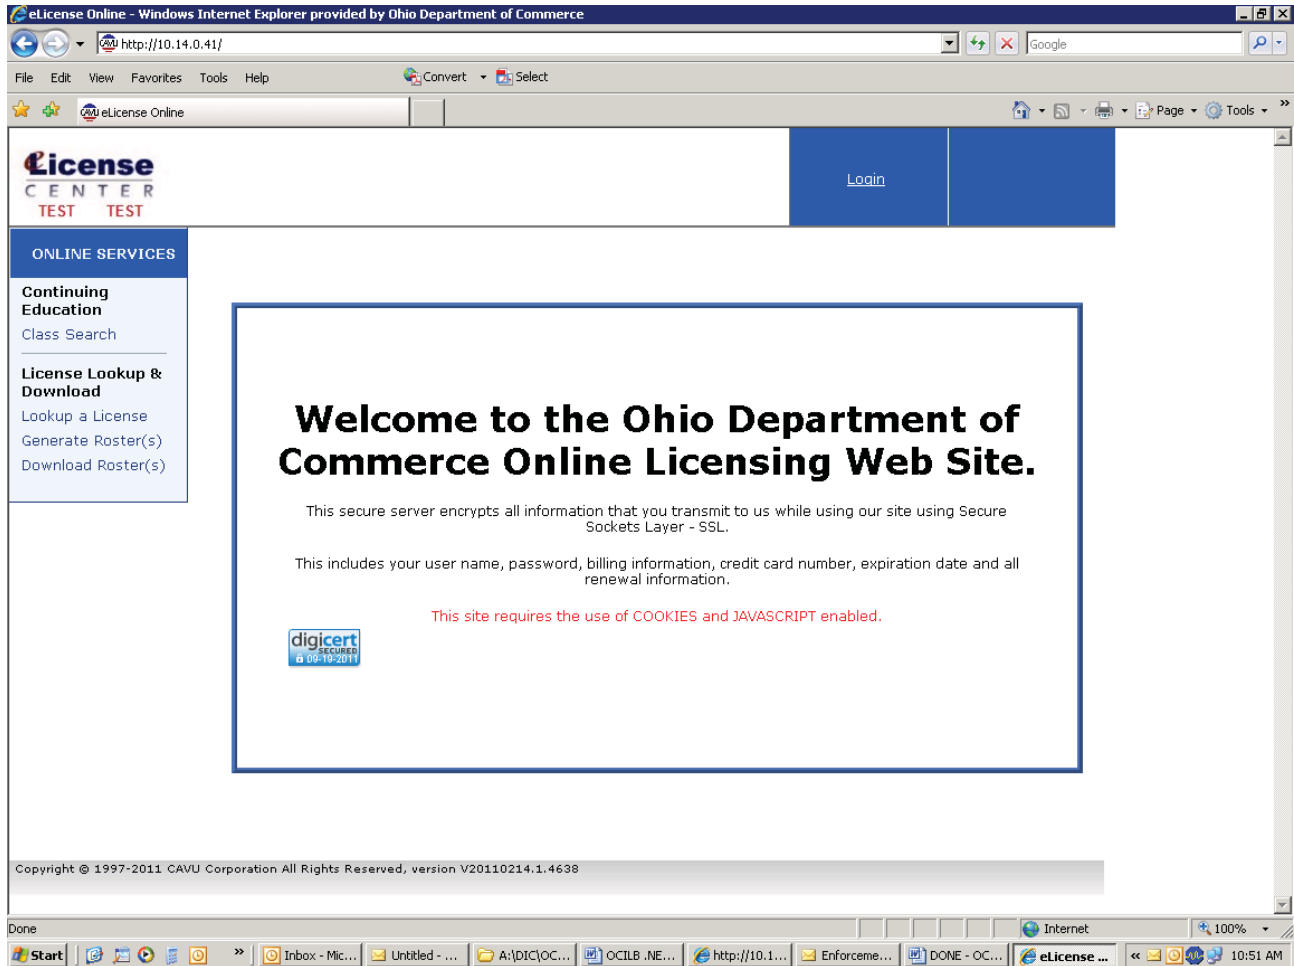 eLicense Online - Windows Internet Explorer provided by Ohio Department of Commerce
http://10.14.0.41/
Google
File Edit View Favorites Tools Help Convert Select
eLicense Online
Page Tools
eLicense
CENTER
TEST TEST
Login
ONLINE SERVICES
Continuing
Education
Class Search
License Lookup &
Download
Lookup a License
Generate Roster(s)
Download Roster(s)
Welcome to the Ohio Department of
Commerce Online Licensing Web Site.
This secure server encrypts all information that you transmit to us while using our site using Secure
Sockets Layer - SSL.
This includes your user name, password, billing information, credit card number, expiration date and all
renewal information.
This site requires the use of COOKIES and JAVASCRIPT enabled.
digicert
SECURED
09-19-2011
Copyright © 1997-2011 CAVU Corporation All Rights Reserved, version V20110214.1.4638
Done
Internet
100%
Start
Inbox - Mic...
Untitled - ...
A:\DIC\OC...
OCILB .NE...
http://10.1...
Enforceme...
DONE - OC...
eLicense ...
10:51 AM